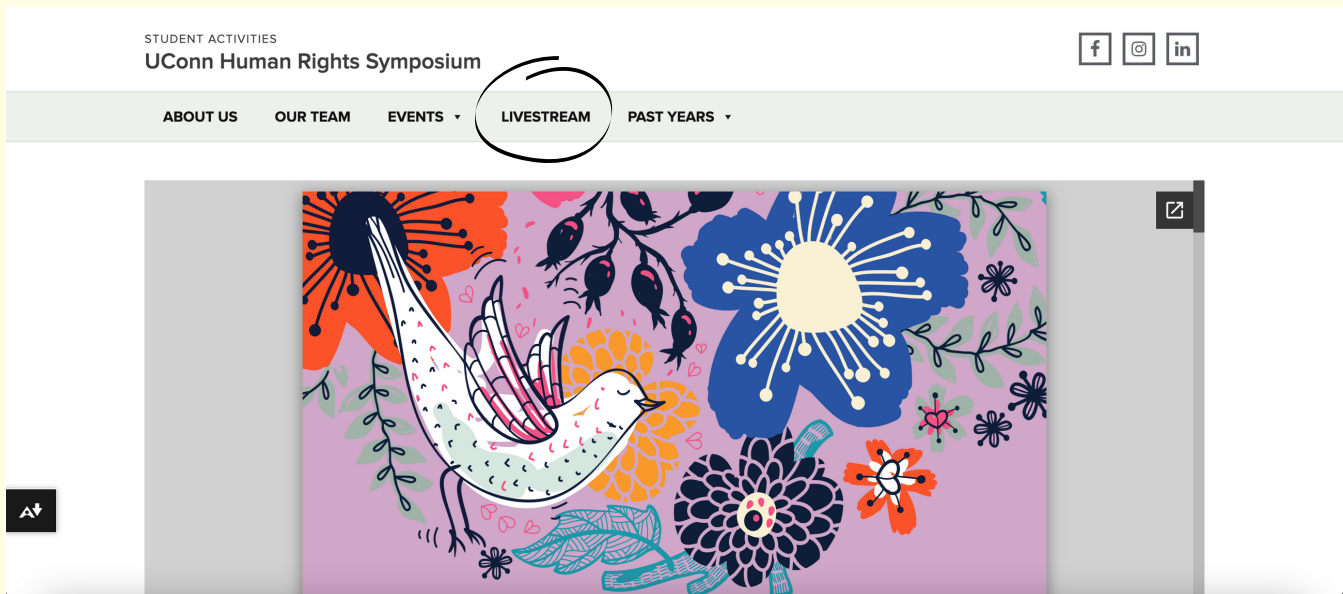 STUDENT ACTIVITIES
UConn Human Rights Symposium
ABOUT US OUR TEAM EVENTS LIVESTREAM PAST YEARS